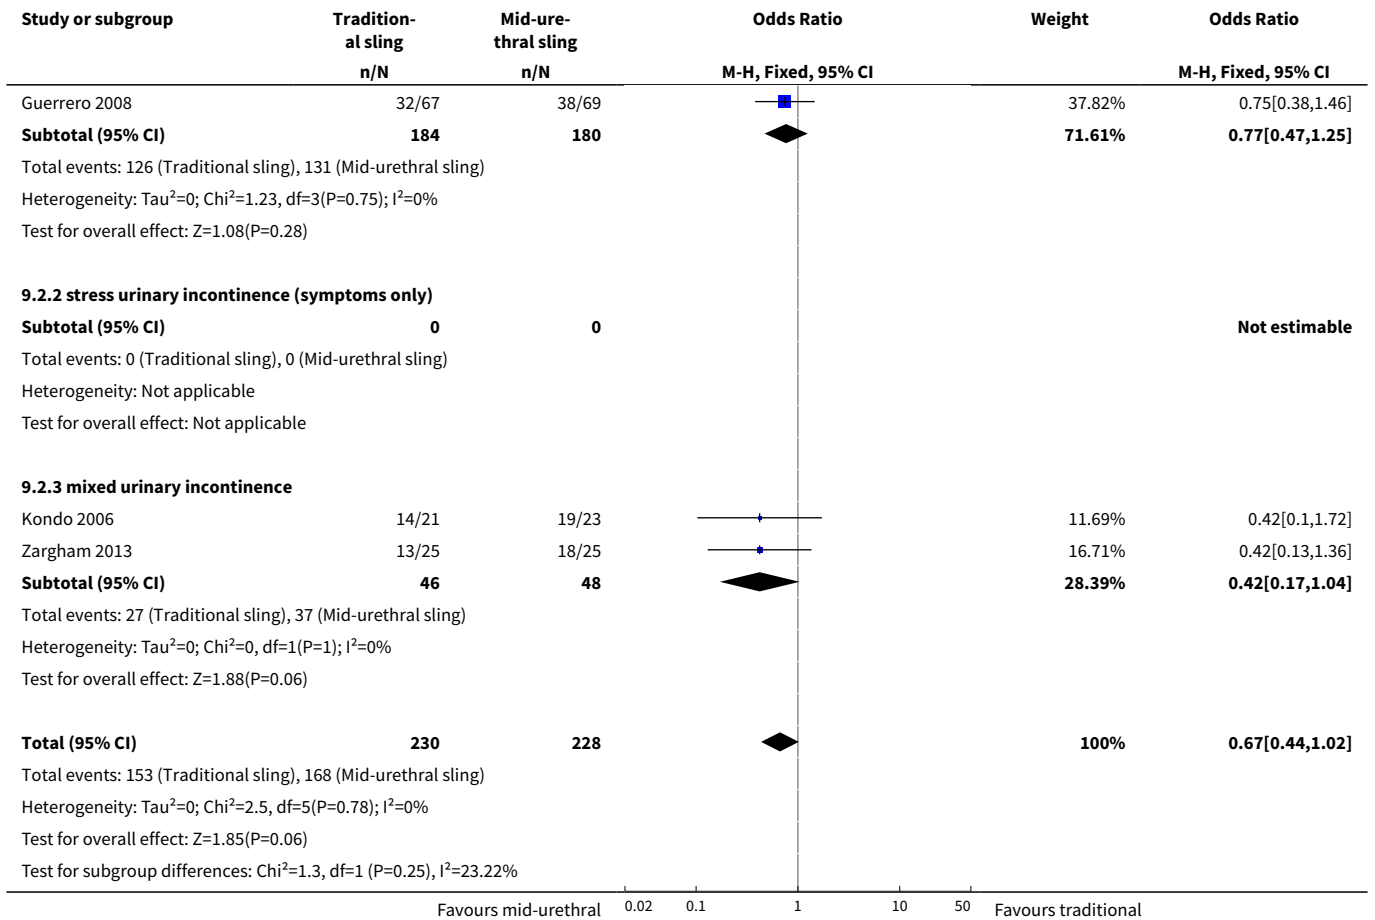 Study or subgroup Tradition- Mid-ure- Odds Ratio Weight Odds Ratio
al sling thral sling
n/N n/N M-H, Fixed, 95% CI M-H, Fixed, 95% CI
Guerrero 2008 32/67 38/69 37.82% 0.75[0.38,1.46]
Subtotal (95% CI) 184 180 71.61% 0.77[0.47,1.25]
Total events: 126 (Traditional sling), 131 (Mid-urethral sling)
Heterogeneity: Tau²=0; Chi²=1.23, df=3(P=0.75); I²=0%
Test for overall effect: Z=1.08(P=0.28)
9.2.2 stress urinary incontinence (symptoms only)
Subtotal (95% CI) 0 0 Not estimable
Total events: 0 (Traditional sling), 0 (Mid-urethral sling)
Heterogeneity: Not applicable
Test for overall effect: Not applicable
9.2.3 mixed urinary incontinence
Kondo 2006 14/21 19/23 11.69% 0.42[0.1,1.72]
Zargham 2013 13/25 18/25 16.71% 0.42[0.13,1.36]
Subtotal (95% CI) 46 48 28.39% 0.42[0.17,1.04]
Total events: 27 (Traditional sling), 37 (Mid-urethral sling)
Heterogeneity: Tau²=0; Chi²=0, df=1(P=1); I²=0%
Test for overall effect: Z=1.88(P=0.06)
Total (95% CI) 230 228 100% 0.67[0.44,1.02]
Total events: 153 (Traditional sling), 168 (Mid-urethral sling)
Heterogeneity: Tau²=0; Chi²=2.5, df=5(P=0.78); I²=0%
Test for overall effect: Z=1.85(P=0.06)
Test for subgroup differences: Chi²=1.3, df=1 (P=0.25), I²=23.22%
Favours mid-urethral 0.02 0.1 1 10 50 Favours traditional